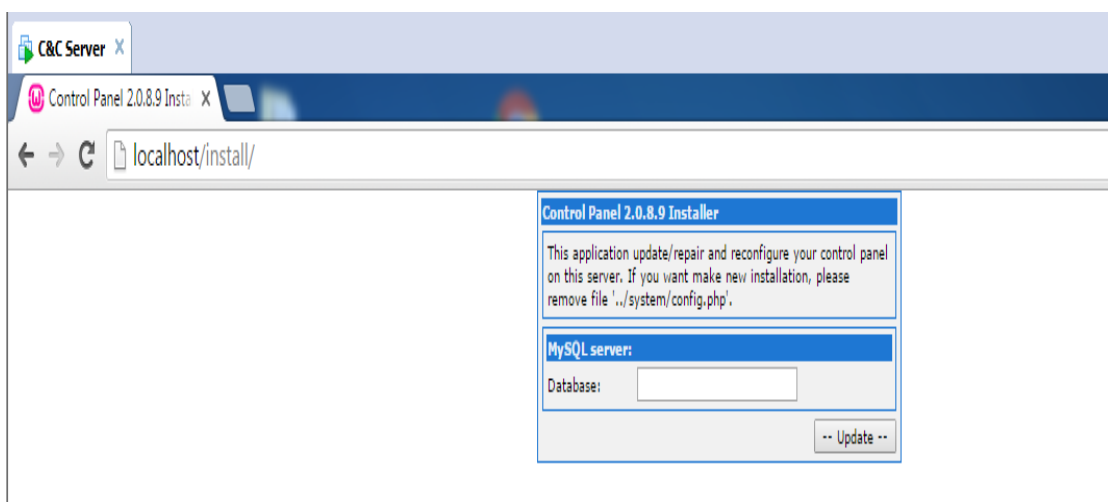 C&C Server
Control Panel 2.0.8.9 Insta
localhost/install/
Control Panel 2.0.8.9 Installer
This application update/repair and reconfigure your control panel
on this server. If you want make new installation, please
remove file '../system/config.php'.
MySQL server:
Database:
-- Update --